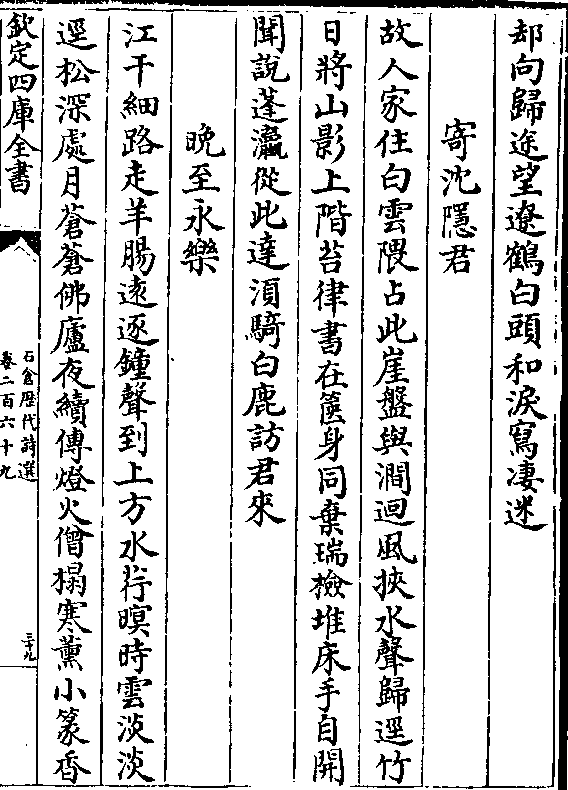 却向歸途望遼鶴白頭和淚寫凄迷
寄沈隱君
故人家住白雲隈占此崖盤與澗迴風挾水聲歸逕竹
日將山影上階苔律書在篋身同棄瑞檢堆床手自開
聞說蓬瀛從此達須騎白鹿訪君來
晚至永樂
江干細路走羊腸遠逐鐘聲到上方水荇暝時雲淡淡
逕松深處月蒼蒼佛廬夜續傳燈火僧榻寒薰小篆香
欽定四庫全書
石倉歷代詩選
卷二百六十九
三十九